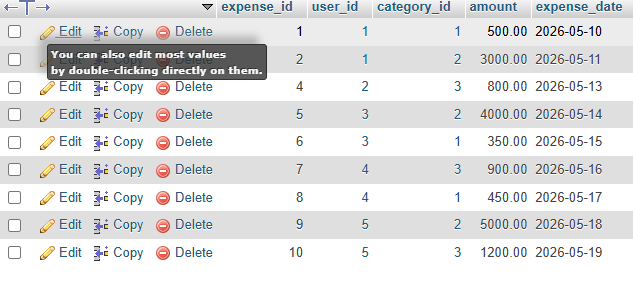 expense_id user_id category_id amount expense_date
Edit Copy Delete 1 1 1 500.00 2026-05-10
You can also edit most values
by double-clicking directly on them.
2 1 2 3000.00 2026-05-11
Edit Copy Delete 4 2 3 800.00 2026-05-13
Edit Copy Delete 5 3 2 4000.00 2026-05-14
Edit Copy Delete 6 3 1 350.00 2026-05-15
Edit Copy Delete 7 4 3 900.00 2026-05-16
Edit Copy Delete 8 4 1 450.00 2026-05-17
Edit Copy Delete 9 5 2 5000.00 2026-05-18
Edit Copy Delete 10 5 3 1200.00 2026-05-19